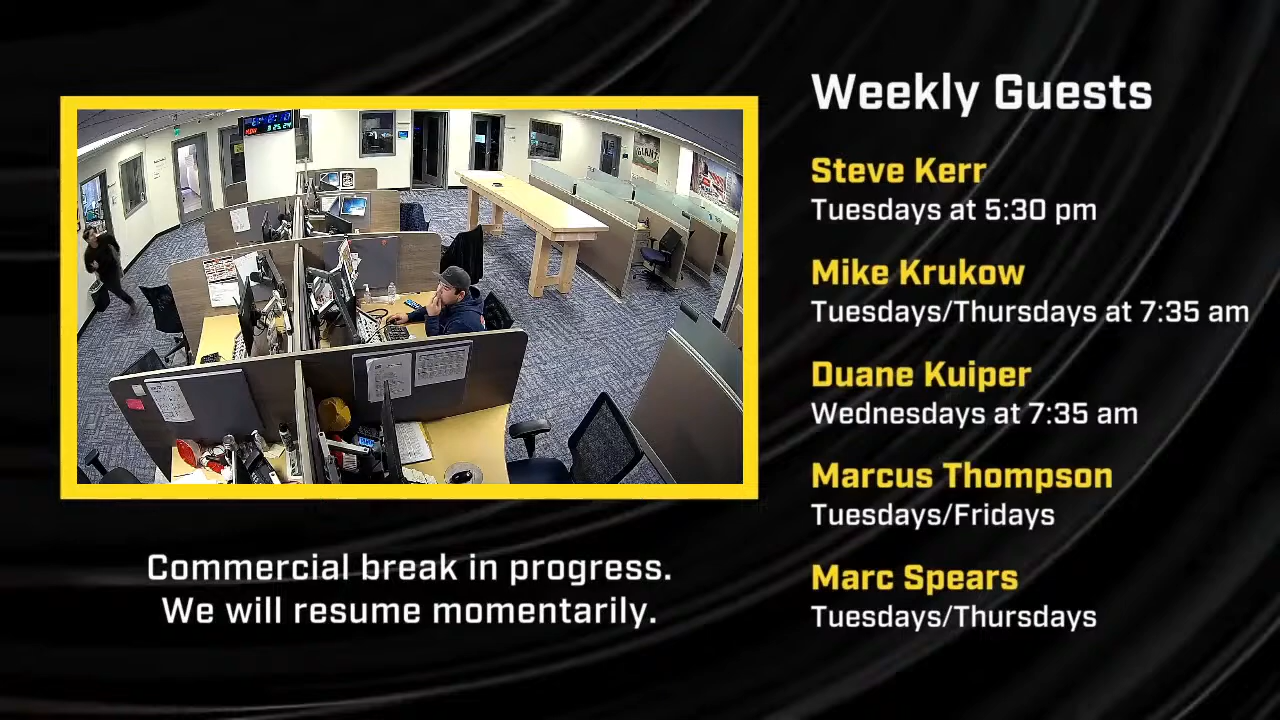 Weekly Guests
Steve Kerr
Tuesdays at 5:30 pm
Mike Krukow
Tuesdays/Thursdays at 7:35 am
Duane Kuiper
Wednesdays at 7:35 am
Marcus Thompson
Tuesdays/Fridays
Marc Spears
Tuesdays/Thursdays
GIANT
Commercial break in progress.
We will resume momentarily.